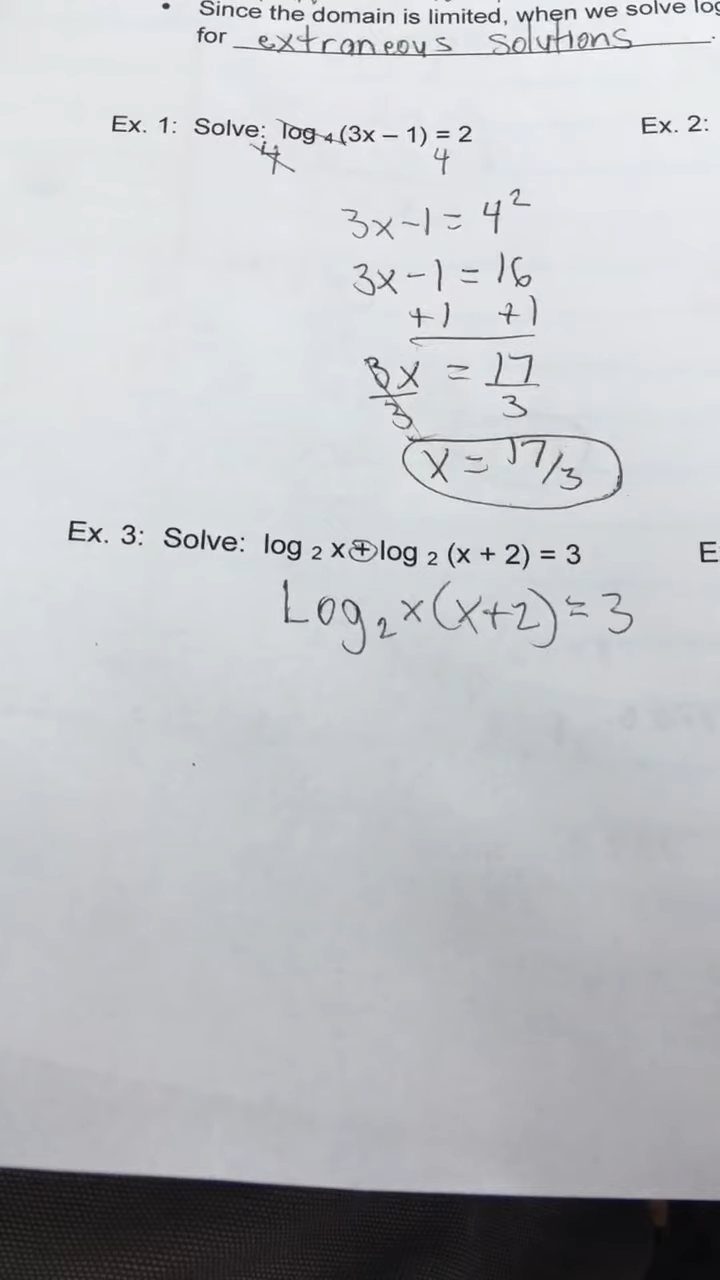 • Since the domain is limited, when we solve log
for extraneous solutions.
Ex. 1: Solve: log 4 (3x – 1) = 2
Ex. 2:
4 4
3x-1 = 4²
3x-1 = 16
+1 +1
3x = 17
3 3
x = 17/3
Ex. 3: Solve: log 2 x + log 2 (x + 2) = 3
E
Log₂x(x+2) = 3